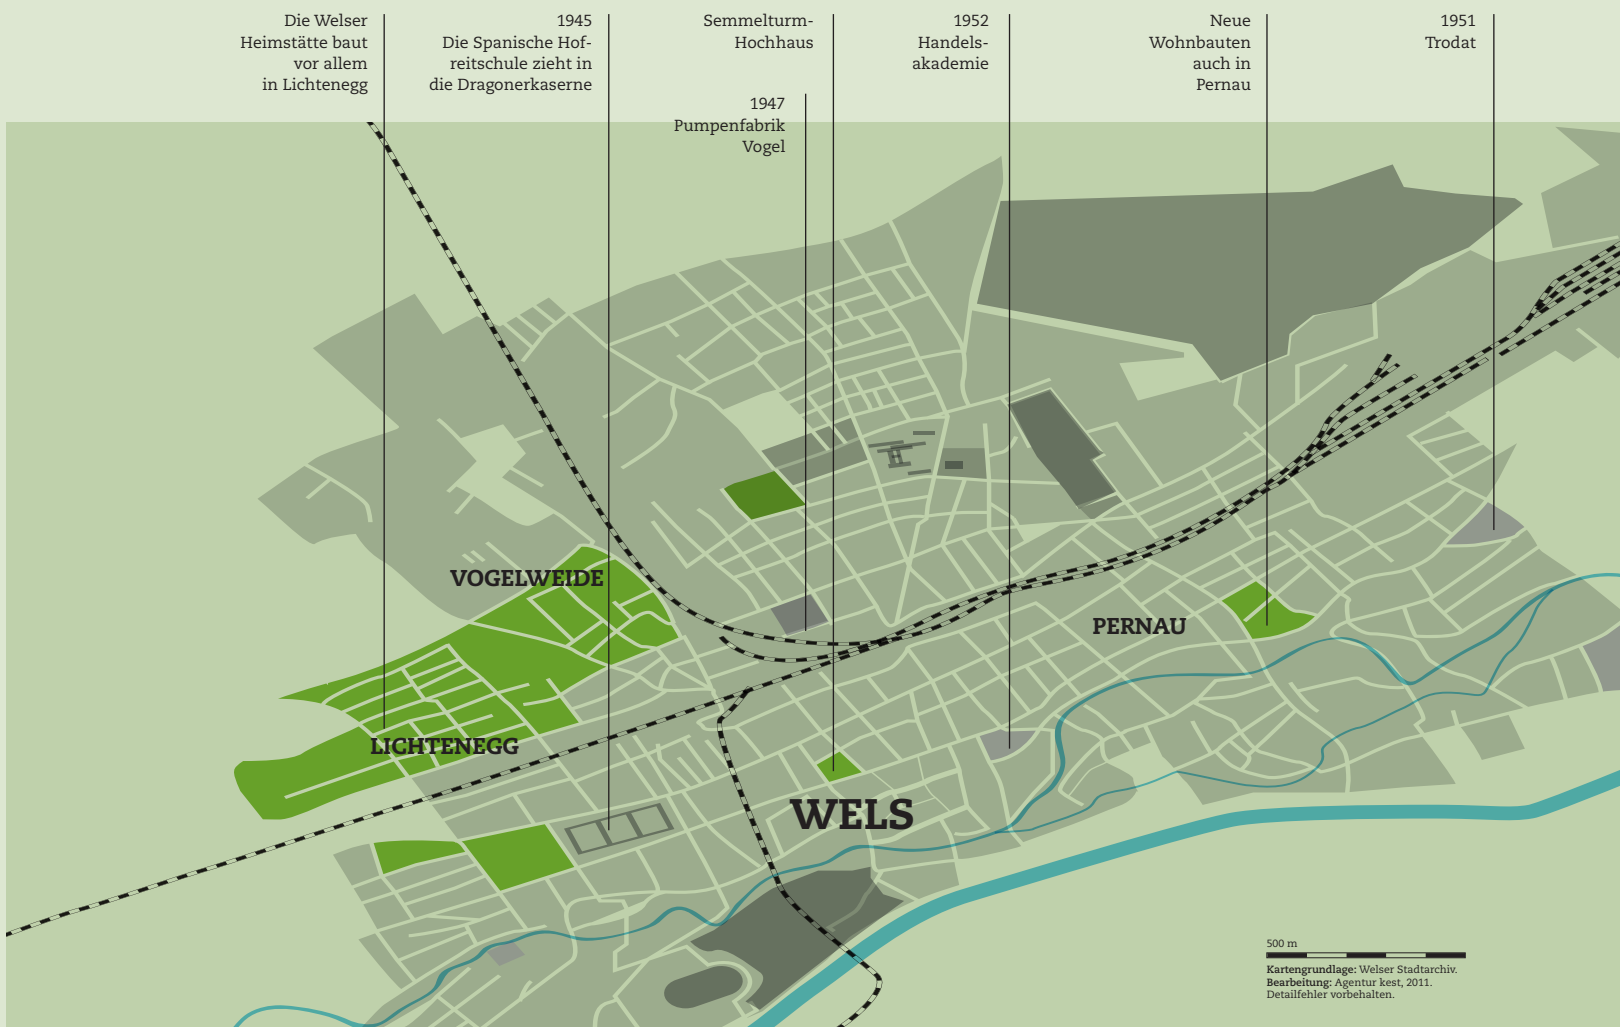 Die Welser
Heimstätte baut
vor allem
in Lichtenegg
1945
Die Spanische Hof-
reitschule zieht in
die Dragonerkaserne
Semmelturm-
Hochhaus
1947
Pumpenfabrik
Vogel
1952
Handels-
akademie
Neue
Wohnbauten
auch in
Pernau
1951
Trodat
VOGELWEIDE
PERNAU
LICHTENEGG
WELS
500 m
Kartengrundlage: Welser Stadtarchiv.
Bearbeitung: Agentur kest, 2011.
Detailfehler vorbehalten.